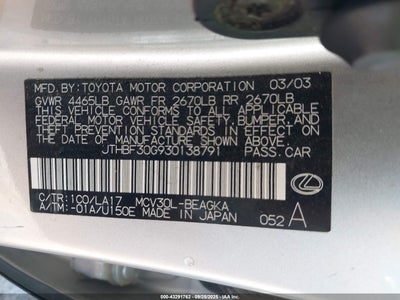 MFD. BY:TOYOTA MOTOR CORPORATION 03/03
GVWR 4465LB GAWR FR 2670LB RR 2670LB
THIS VEHICLE CONFORMS TO ALL APPLICABLE
FEDERAL MOTOR VEHICLE SAFETY, BUMPER, AND
THEFT PREVENTION STANDARDS IN EFFECT ON
THE DATE OF MANUFACTURE SHOWN ABOVE.
JTHBF30G930138791 PASS.CAR
C/TR:1C0/LA17 MCV30L-BEAGKA
A/TM:-01A/U150E MADE IN JAPAN 052 A
000-43291763 - 09/29/2025 - www.iaai.com